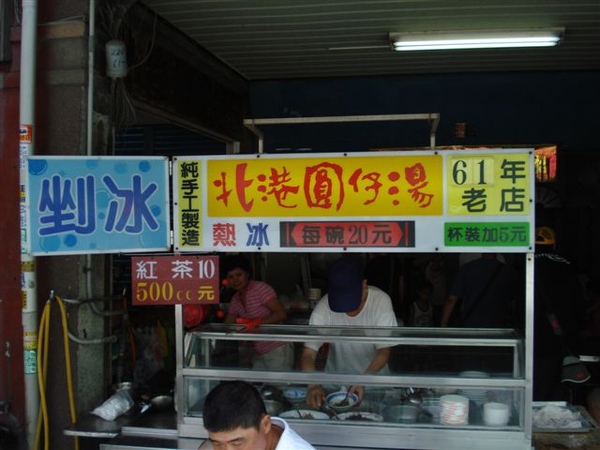 剉冰
純手工製造
北港圓仔湯
61年
老店
熱 冰 每碗20元
杯裝加5元
紅茶10
500cc元